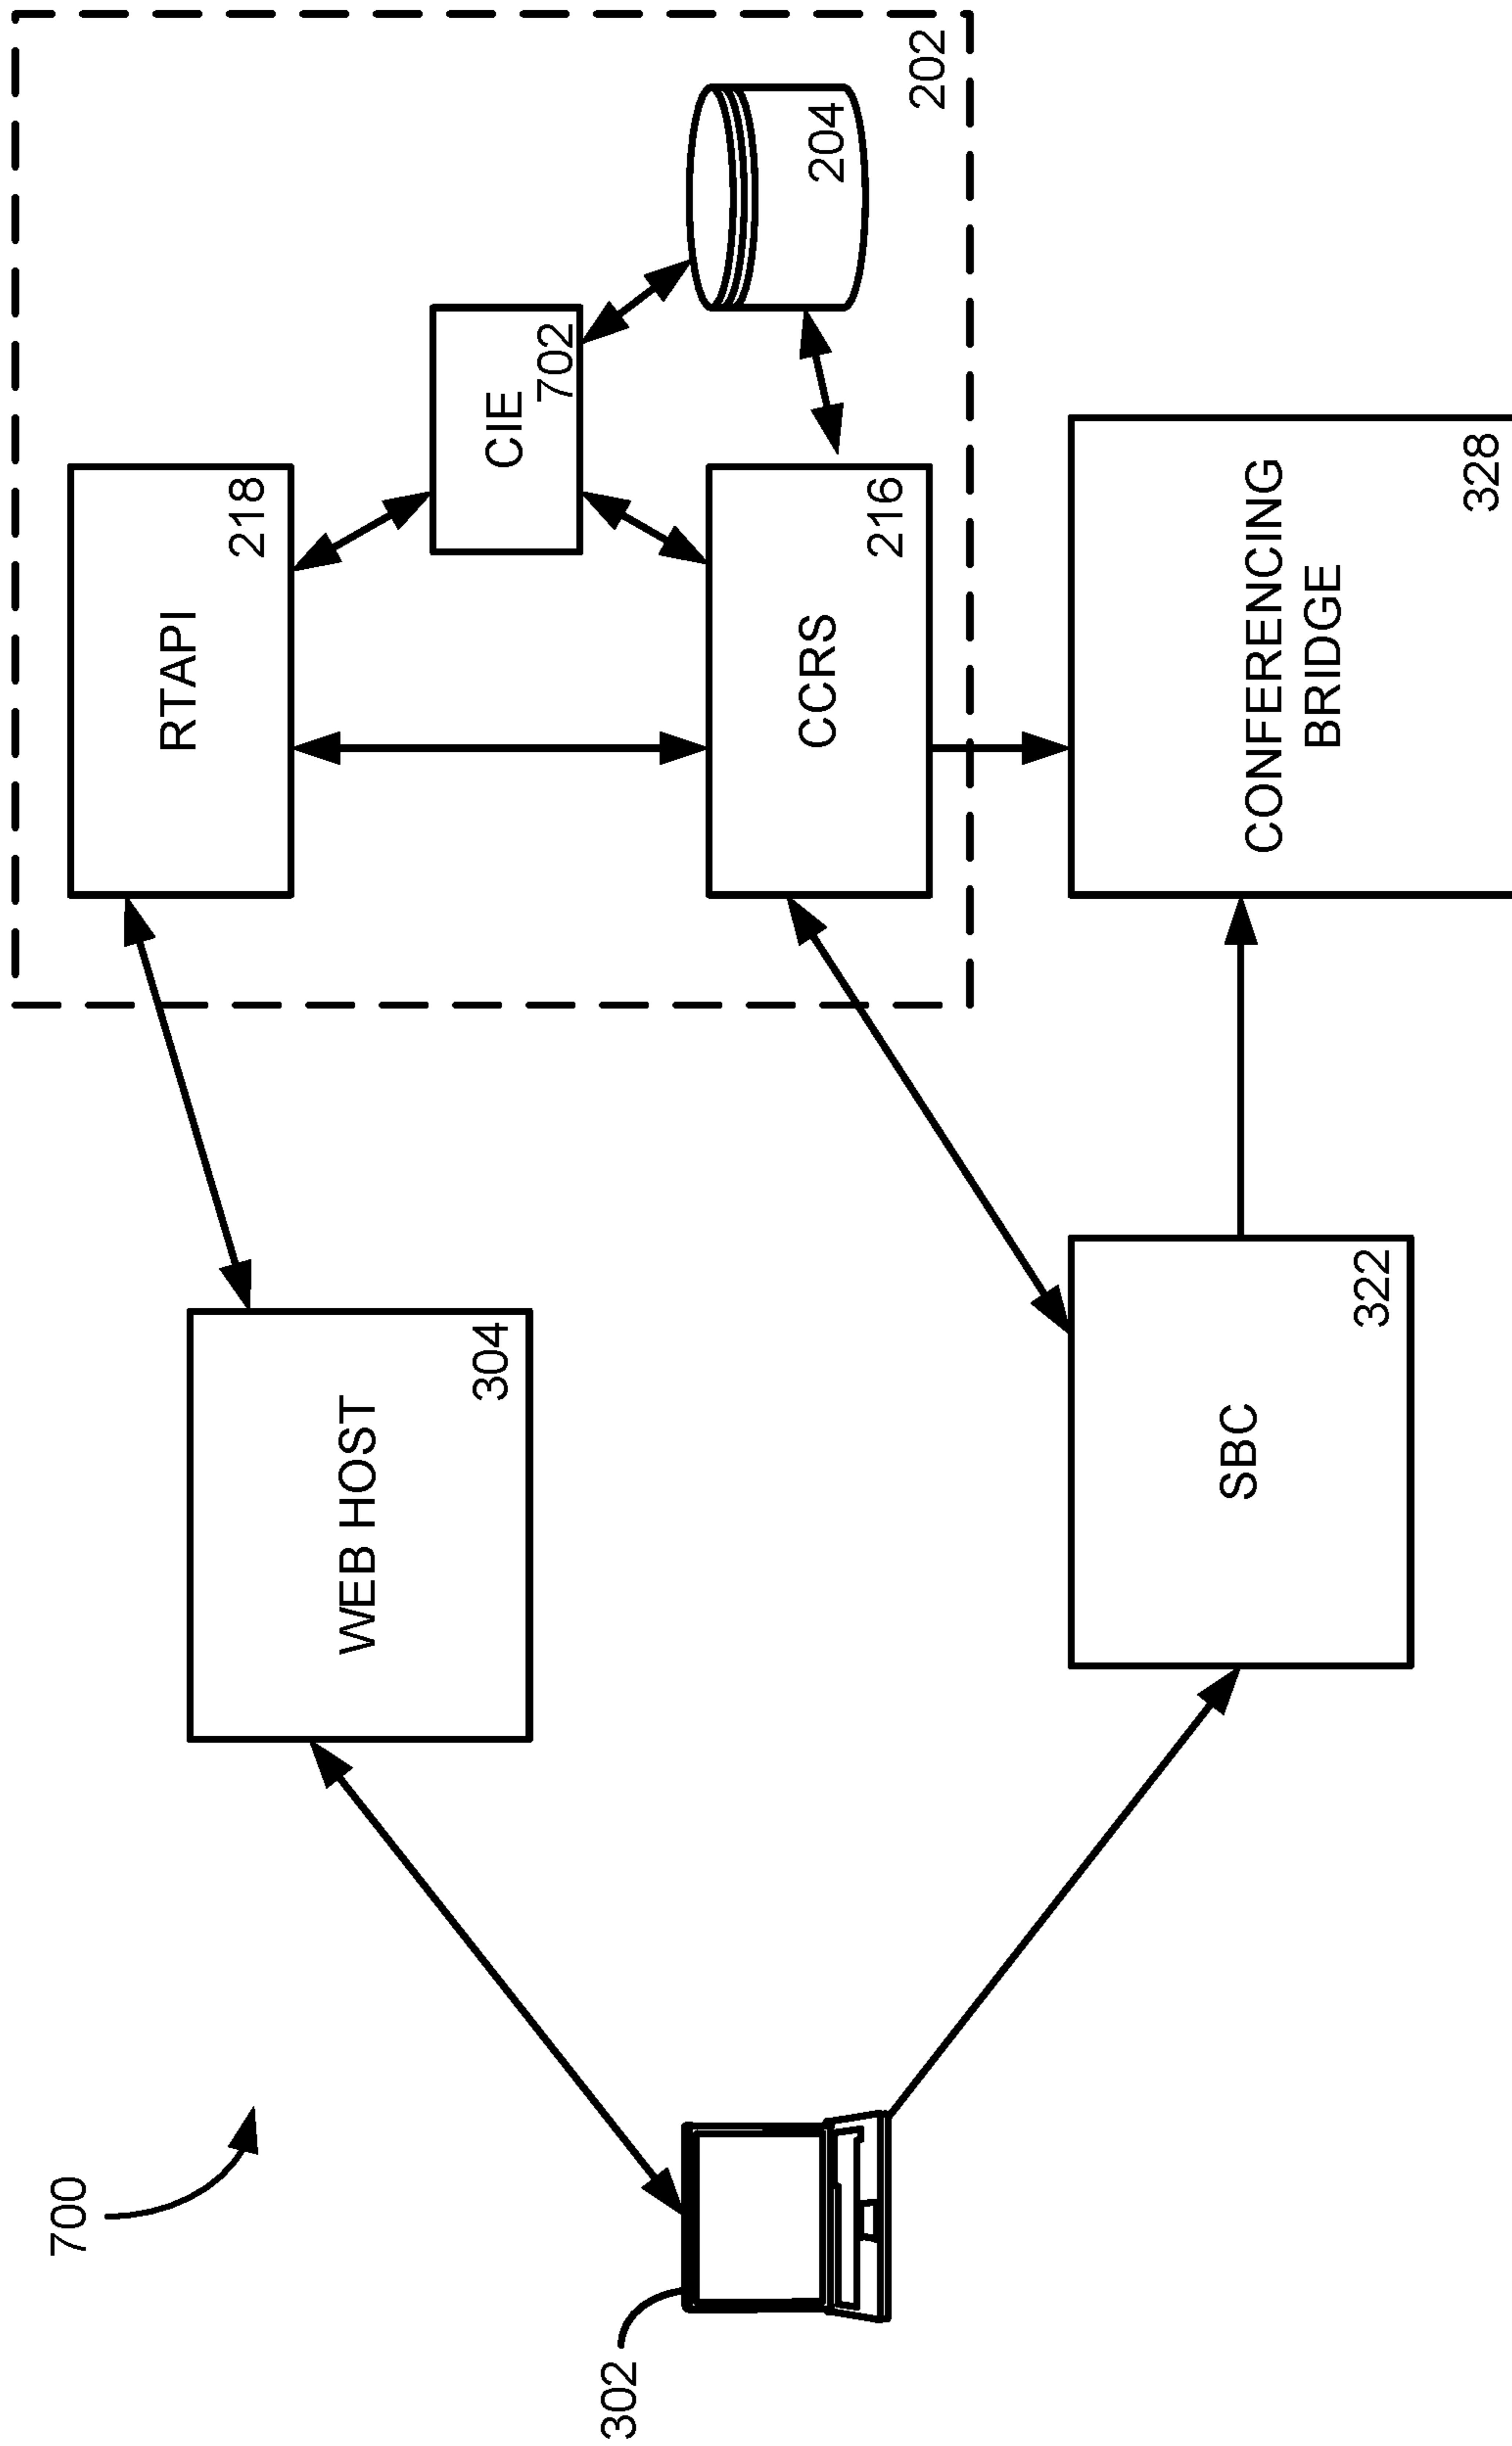 700
302
WEB HOST
304
SBC
322
RTAPI
218
CIE
702
204
CCRS
216
202
CONFERENCING
BRIDGE
328